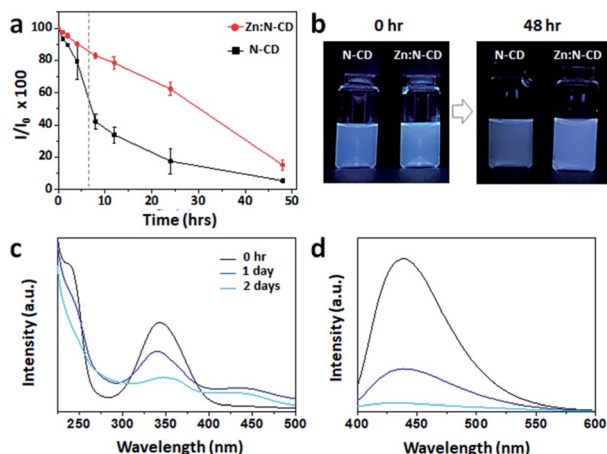 a
Zn:N-CD
N-CD
I/I₀ x 100
100
80
60
40
20
0
0 10 20 30 40 50
Time (hrs)
b
0 hr
48 hr
N-CD Zn:N-CD
N-CD Zn:N-CD
c
0 hr
1 day
2 days
Intensity (a.u.)
250 300 350 400 450 500
Wavelength (nm)
d
Intensity (a.u.)
400 450 500 550 600
Wavelength (nm)